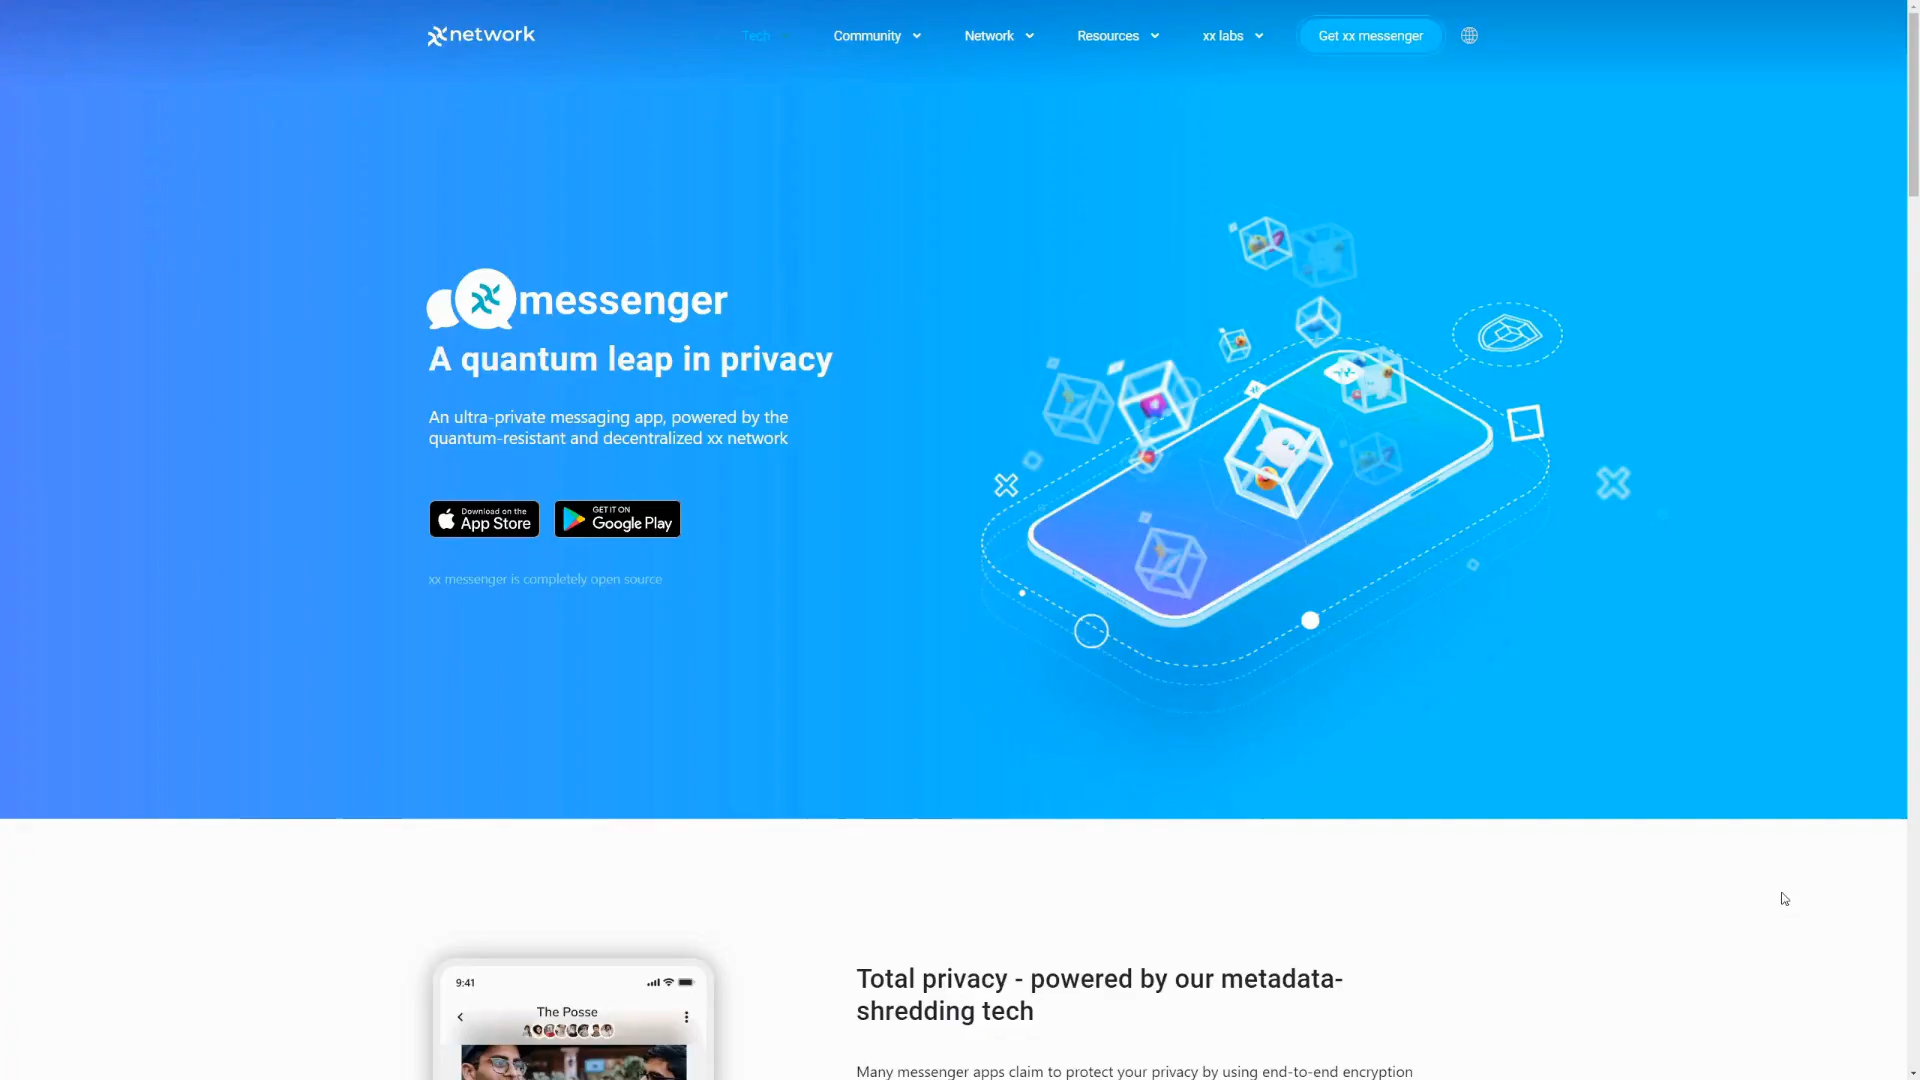 network
Tech
Community
Network
Resources
xx labs
Get xx messenger
messenger
A quantum leap in privacy
An ultra-private messaging app, powered by the
quantum-resistant and decentralized xx network
Download on the
App Store
GET IT ON
Google Play
xx messenger is completely open source
9:41
The Posse
Total privacy - powered by our metadata-
shredding tech
Many messenger apps claim to protect your privacy by using end-to-end encryption